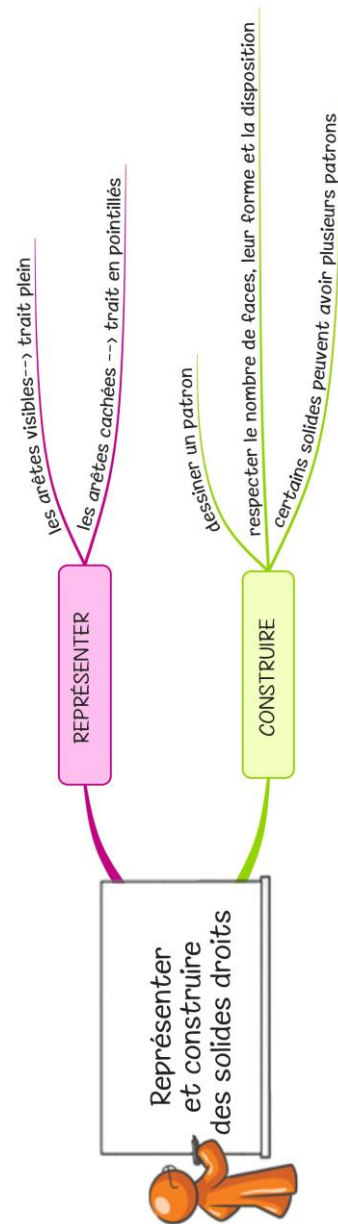 Représenter
et construire
des solides droits
REPRÉSENTER
les arêtes visibles--> trait plein
les arêtes cachées --> trait en pointillés
CONSTRUIRE
dessiner un patron
respecter le nombre de faces, leur forme et la disposition
certains solides peuvent avoir plusieurs patrons